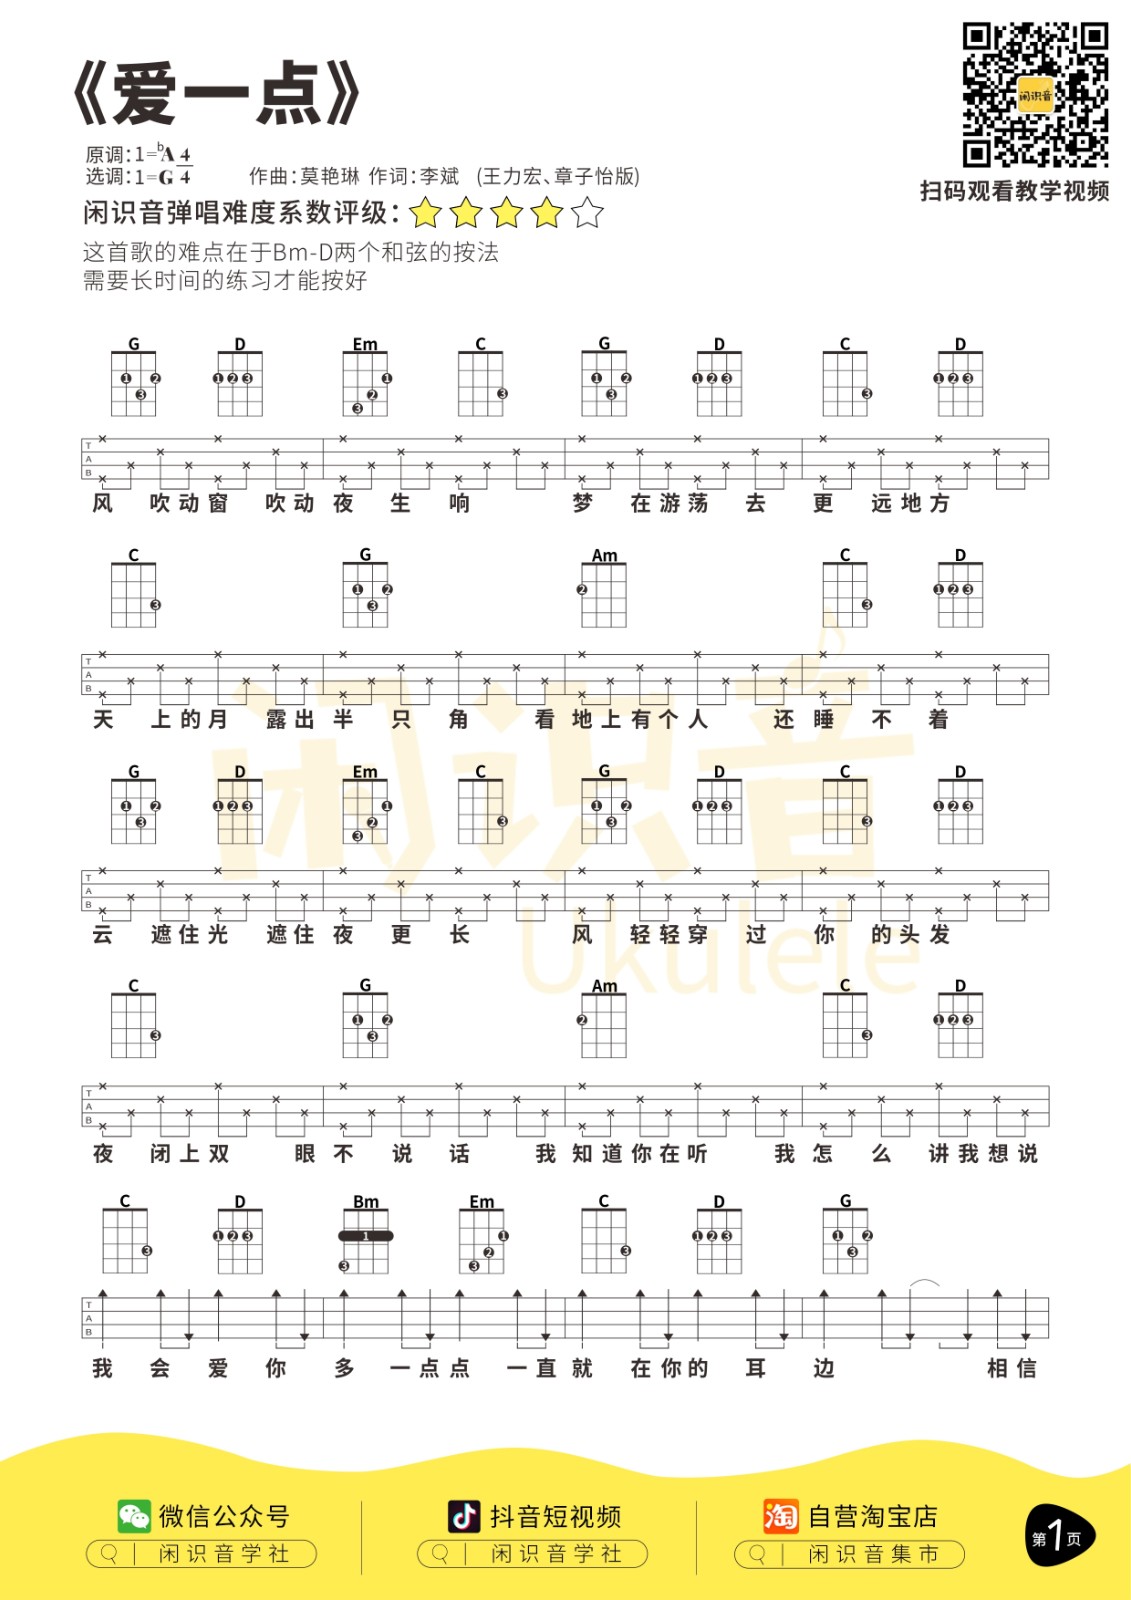 《爱一点》
闲识音
原调:1=ᵇA 4/4
选调:1=G
作曲:莫艳琳 作词:李斌 (王力宏、章子怡版)
扫码观看教学视频
闲识音弹唱难度系数评级:
这首歌的难点在于Bm-D两个和弦的按法
需要长时间的练习才能按好
G D Em C G D C D
T
A
B
风 吹动窗 吹动夜 生 响 梦 在游荡 去 更 远地方
C G Am C D
T
A
B
天 上的月 露出半 只 角 看地上有个人 还睡 不 着
G D Em C G D C D
T
A
B
云 遮住光 遮住夜 更 长 风 轻轻穿 过 你 的头发
C G Am C D
T
A
B
夜 闭上双 眼不 说 话 我知道你在听 我怎 么 讲我想说
C D Bm Em C D G
T
A
B
我 会 爱 你 多 一点点 一直就 在你的 耳 边 相信
闲识音
Ukulele
微信公众号 抖音短视频 自营淘宝店
闲识音学社 闲识音学社 闲识音集市
第1页